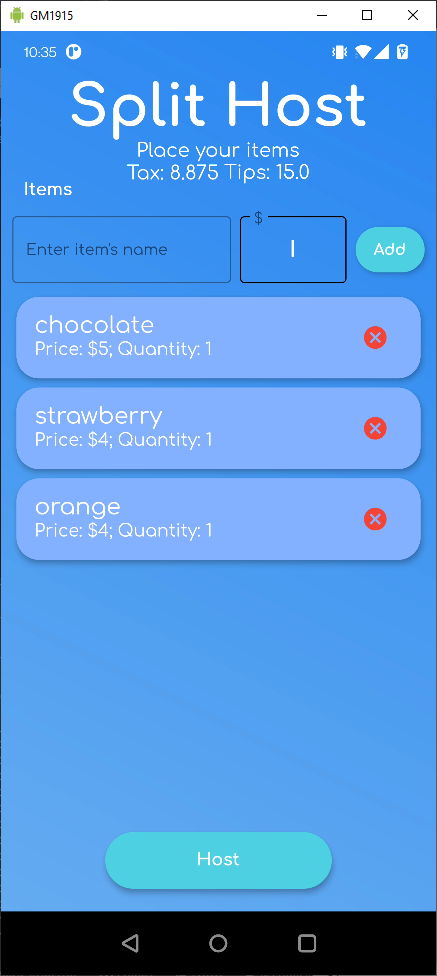 GM1915
10:35
Split Host
Place your items
Tax: 8.875 Tips: 15.0
Items
Enter item's name
$
Add
chocolate
Price: $5; Quantity: 1
strawberry
Price: $4; Quantity: 1
orange
Price: $4; Quantity: 1
Host